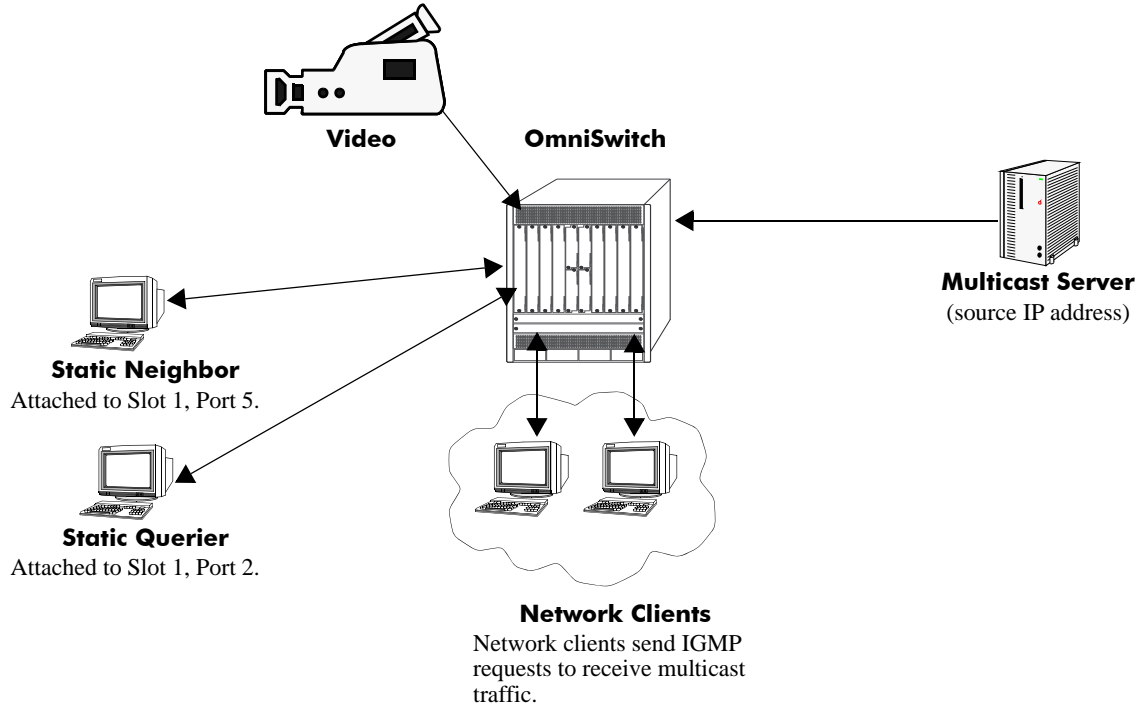 Video
OmniSwitch
Multicast Server
(source IP address)
Static Neighbor
Attached to Slot 1, Port 5.
Static Querier
Attached to Slot 1, Port 2.
Network Clients
Network clients send IGMP
requests to receive multicast
traffic.